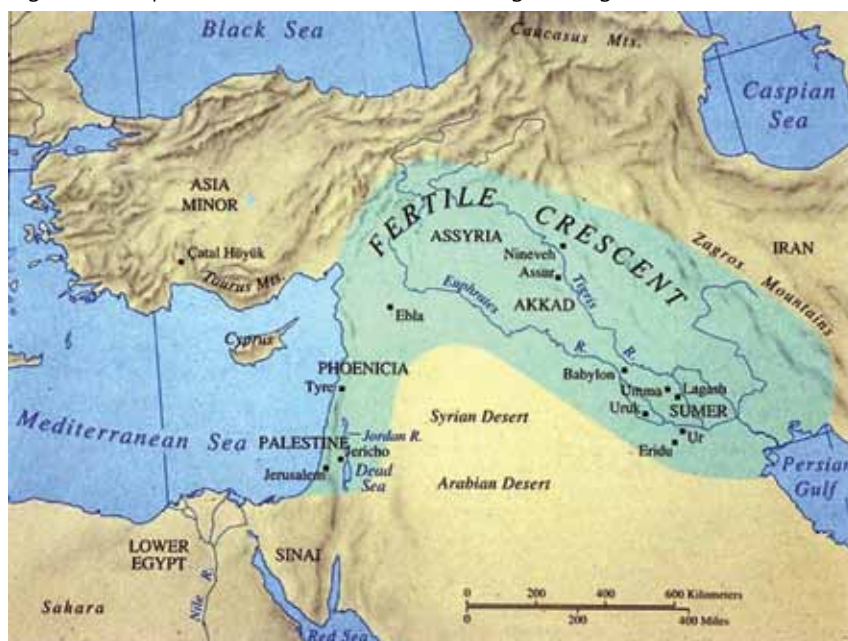 Black Sea
Caucasus Mts.
Caspian
Sea
ASIA
MINOR
FERTILE CRESCENT
ASSYRIA
Nineveh
Assur
Çatal Hüyük
Taurus Mts.
Zagros Mountains
IRAN
Tigris R.
Euphrates R.
AKKAD
Ebla
Cyprus
PHOENICIA
Tyre
Babylon
Umma
Lagash
Uruk
SUMER
Ur
Eridu
Mediterranean Sea
Syrian Desert
PALESTINE
Jordan R.
Jericho
Jerusalem
Dead
Sea
Persian
Gulf
Arabian Desert
LOWER
EGYPT
SINAI
Nile R.
Sahara
Red Sea
0 200 400 600 Kilometers
0 200 400 Miles